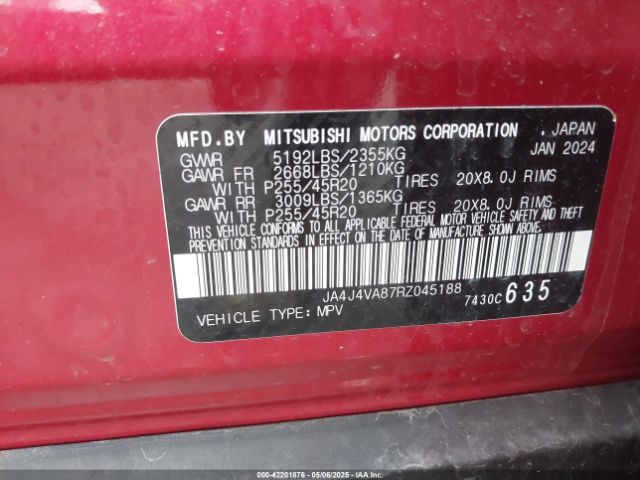 MFD.BY MITSUBISHI MOTORS CORPORATION . JAPAN
GVWR 5192LBS/2355KG JAN 2024
GAWR FR 2668LBS/1210KG
WITH P255/45R20 TIRES 20X8.0J RIMS
GAWR RR 3009LBS/1365KG
WITH P255/45R20 TIRES 20X8.0J RIMS
THIS VEHICLE CONFORMS TO ALL APPLICABLE FEDERAL MOTOR VEHICLE SAFETY AND THEFT
PREVENTION STANDARDS IN EFFECT ON THE DATE OF MANUFACTURE SHOWN ABOVE.
JA4J4VA87RZ045188
7430C 635
VEHICLE TYPE: MPV
000-42201876 - 05/06/2025 - IAA Inc.